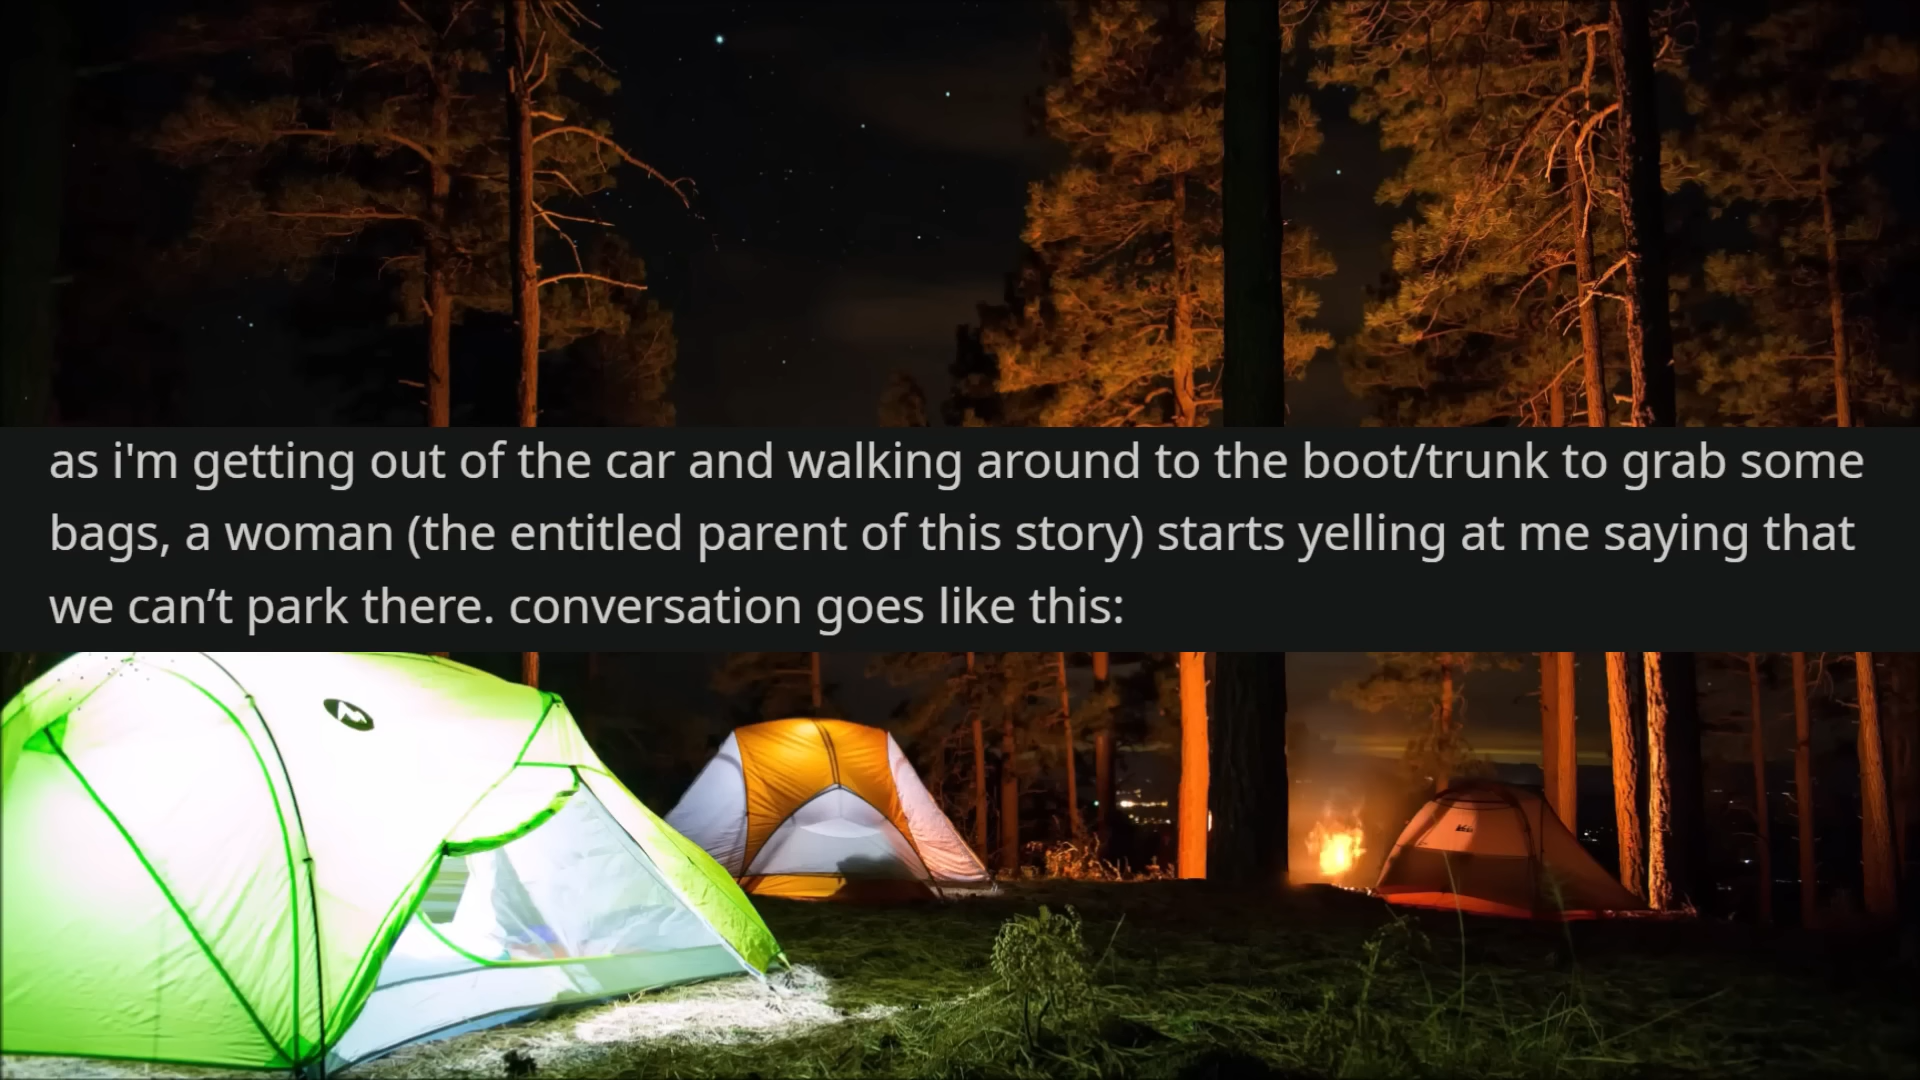 as i'm getting out of the car and walking around to the boot/trunk to grab some
bags, a woman (the entitled parent of this story) starts yelling at me saying that
we can’t park there. conversation goes like this: